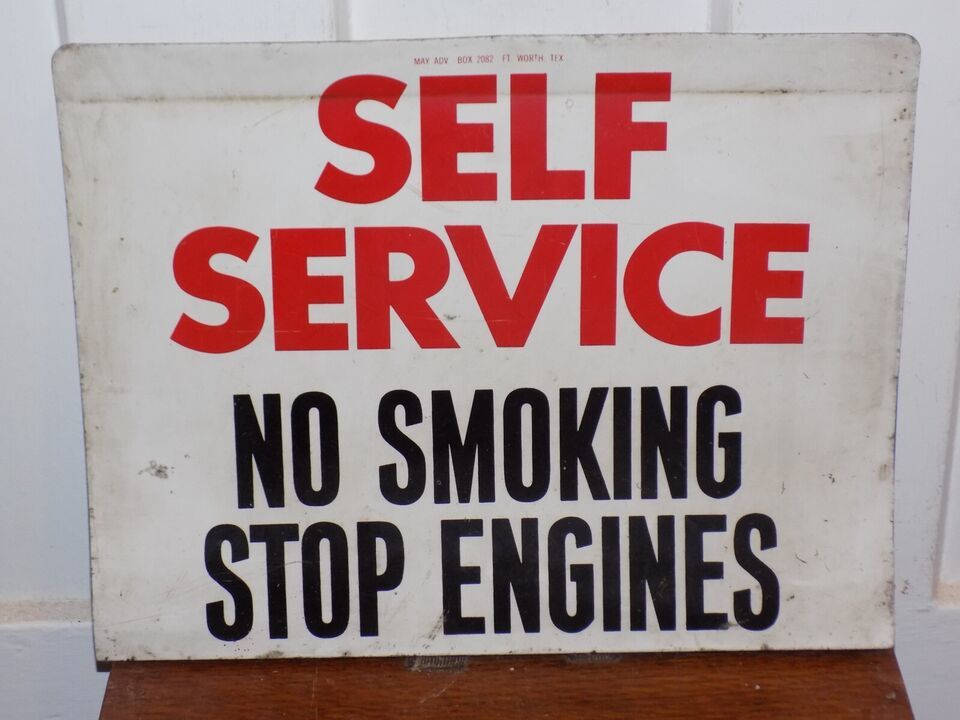 MAY ADV BOX 2082 FT. WORTH, TEX
SELF
SERVICE
NO SMOKING
STOP ENGINES